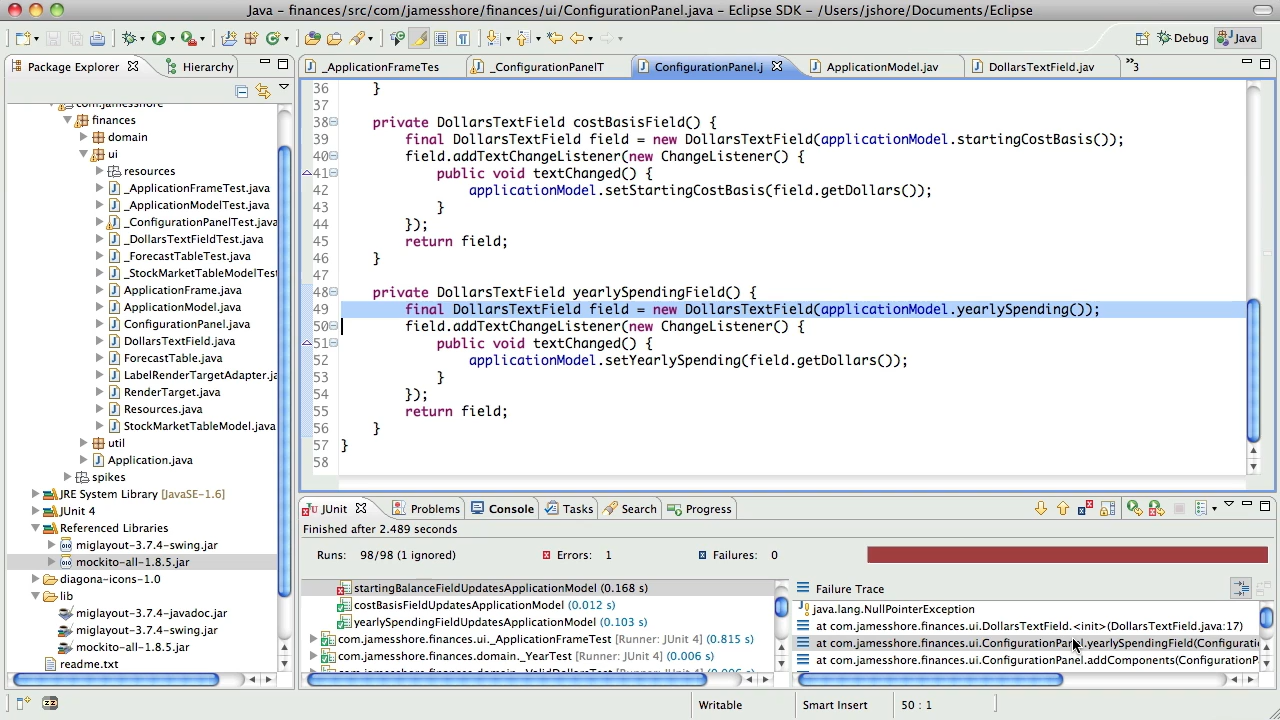 Java - finances/src/com/jamesshore/finances/ui/ConfigurationPanel.java - Eclipse SDK - /Users/jshore/Documents/Eclipse
Debug
Java
Package Explorer
Hierarchy
_ApplicationFrameTes
_ConfigurationPanelT
ConfigurationPanel.j
ApplicationModel.jav
DollarsTextField.jav
»3
com.jamesshore
finances
domain
ui
resources
_ApplicationFrameTest.java
_ApplicationModelTest.java
_ConfigurationPanelTest.java
_DollarsTextFieldTest.java
_ForecastTableTest.java
_StockMarketTableModelTest
ApplicationFrame.java
ApplicationModel.java
ConfigurationPanel.java
DollarsTextField.java
ForecastTable.java
LabelRenderTargetAdapter.ja
RenderTarget.java
Resources.java
StockMarketTableModel.java
util
Application.java
spikes
JRE System Library [JavaSE-1.6]
JUnit 4
Referenced Libraries
miglayout-3.7.4-swing.jar
mockito-all-1.8.5.jar
diagona-icons-1.0
lib
miglayout-3.7.4-javadoc.jar
miglayout-3.7.4-swing.jar
mockito-all-1.8.5.jar
readme.txt
36 }
37
38 private DollarsTextField costBasisField() {
39 final DollarsTextField field = new DollarsTextField(applicationModel.startingCostBasis());
40 field.addTextChangeListener(new ChangeListener() {
41 public void textChanged() {
42 applicationModel.setStartingCostBasis(field.getDollars());
43 }
44 });
45 return field;
46 }
47
48 private DollarsTextField yearlySpendingField() {
49 final DollarsTextField field = new DollarsTextField(applicationModel.yearlySpending());
50 field.addTextChangeListener(new ChangeListener() {
51 public void textChanged() {
52 applicationModel.setYearlySpending(field.getDollars());
53 }
54 });
55 return field;
56 }
57 }
58
JUnit
Problems
Console
Tasks
Search
Progress
Finished after 2.489 seconds
Runs: 98/98 (1 ignored)
Errors: 1
Failures: 0
startingBalanceFieldUpdatesApplicationModel (0.168 s)
costBasisFieldUpdatesApplicationModel (0.012 s)
yearlySpendingFieldUpdatesApplicationModel (0.103 s)
com.jamesshore.finances.ui._ApplicationFrameTest [Runner: JUnit 4] (0.815 s)
com.jamesshore.finances.domain._YearTest [Runner: JUnit 4] (0.006 s)
com.jamesshore.finances.domain._ValidDollarsTest [Runner: JUnit 4] (0.006 s)
Failure Trace
java.lang.NullPointerException
at com.jamesshore.finances.ui.DollarsTextField.<init>(DollarsTextField.java:17)
at com.jamesshore.finances.ui.ConfigurationPanel.yearlySpendingField(Configurati
at com.jamesshore.finances.ui.ConfigurationPanel.addComponents(ConfigurationP
Writable
Smart Insert
50 : 1